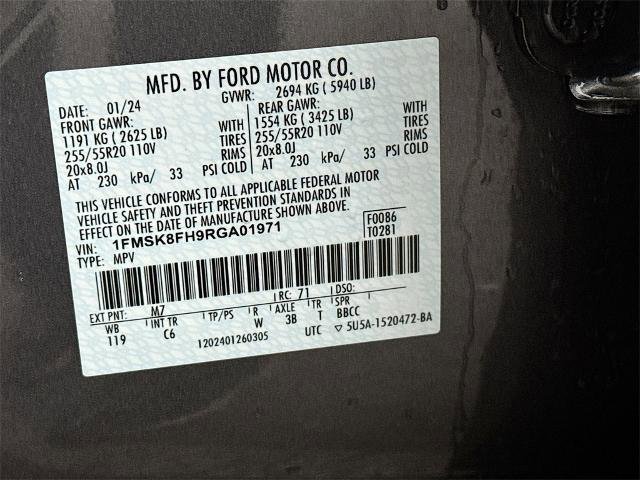 MFD. BY FORD MOTOR CO.
DATE: 01/24 GVWR: 2694 KG ( 5940 LB)
FRONT GAWR: REAR GAWR:
1191 KG ( 2625 LB) WITH 1554 KG ( 3425 LB) WITH
255/55R20 110V TIRES 255/55R20 110V TIRES
20x8.0J RIMS 20x8.0J RIMS
AT 230 kPa/ 33 PSI COLD AT 230 kPa/ 33 PSI COLD
THIS VEHICLE CONFORMS TO ALL APPLICABLE FEDERAL MOTOR
VEHICLE SAFETY AND THEFT PREVENTION STANDARDS IN
EFFECT ON THE DATE OF MANUFACTURE SHOWN ABOVE.
VIN: 1FMSK8FH9RGA01971 F0086
TYPE: MPV T0281
EXT PNT: M7 RC: 71 DSO:
WB INT TR TP/PS R AXLE TR SPR
119 C6 W 3B T BBCC
1202401260305 UTC ▽ 5U5A-1520472-BA